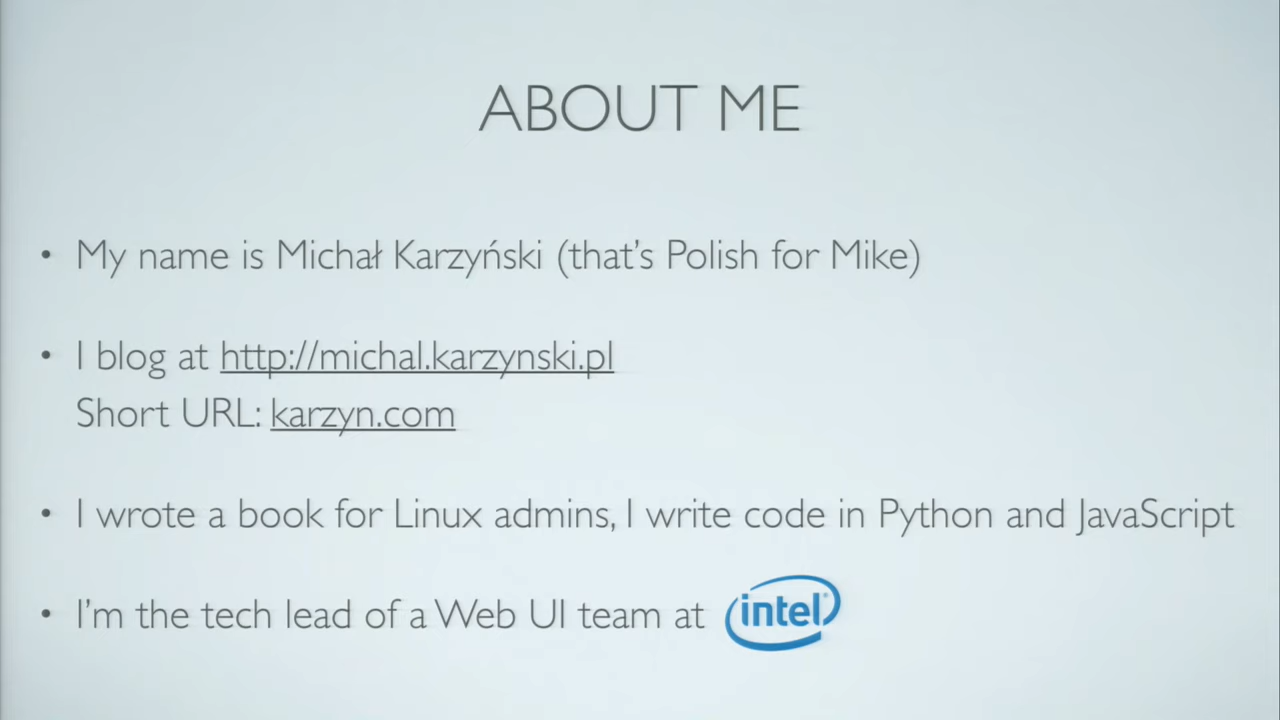 ABOUT ME
• My name is Michał Karzyński (that's Polish for Mike)
• I blog at http://michal.karzynski.pl
Short URL: karzyn.com
• I wrote a book for Linux admins, I write code in Python and JavaScript
• I'm the tech lead of a Web UI team at intel